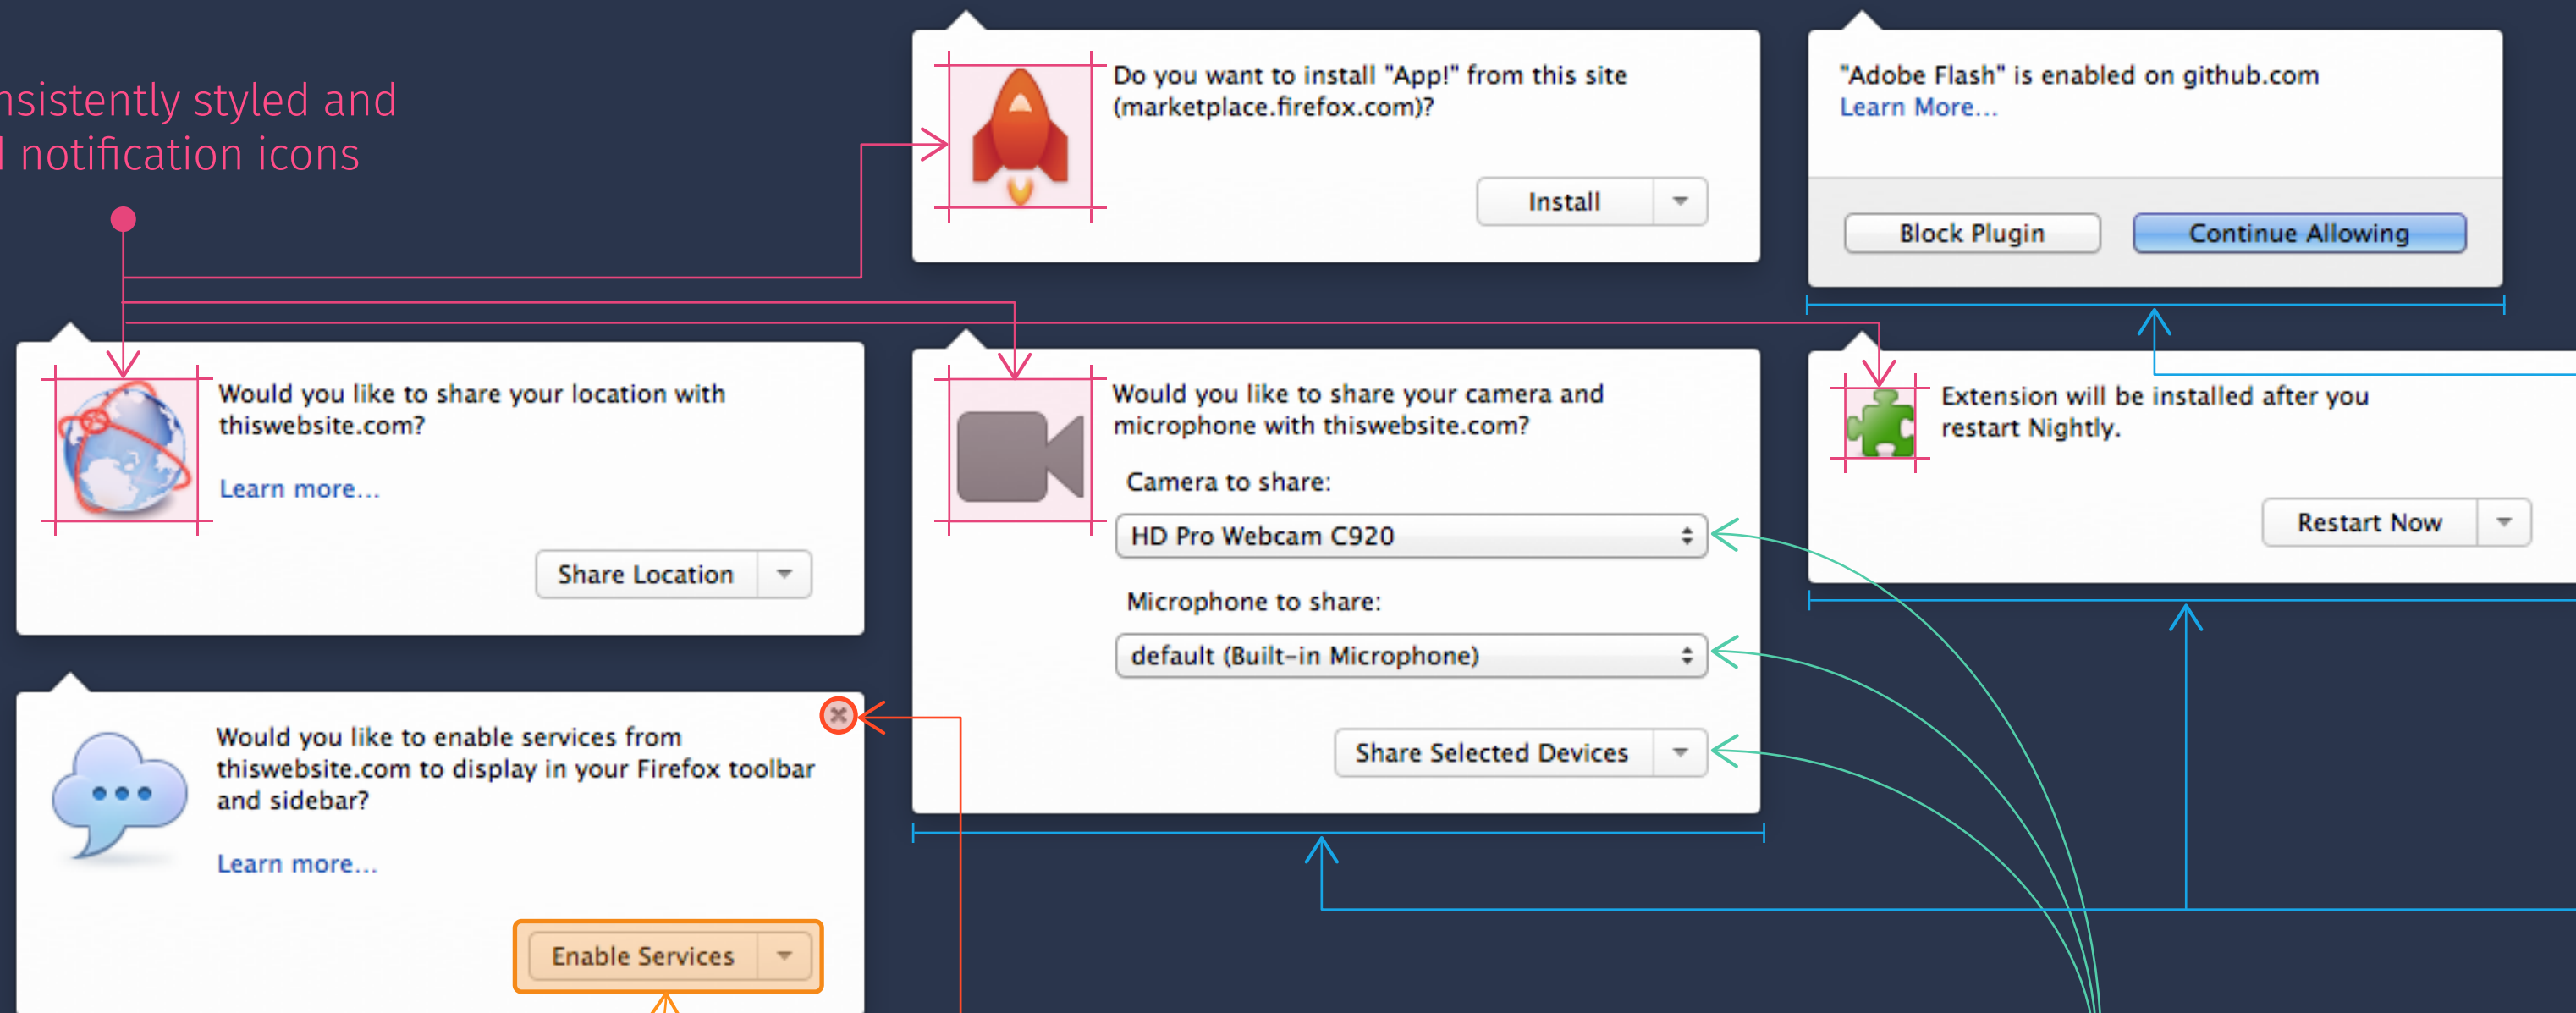 nsistently styled and
notification icons
Do you want to install "App!" from this site
(marketplace.firefox.com)?
Install
"Adobe Flash" is enabled on github.com
Learn More...
Block Plugin
Continue Allowing
Would you like to share your location with
thiswebsite.com?
Learn more...
Share Location
Would you like to share your camera and
microphone with thiswebsite.com?
Camera to share:
HD Pro Webcam C920
Microphone to share:
default (Built-in Microphone)
Share Selected Devices
Extension will be installed after you
restart Nightly.
Restart Now
Would you like to enable services from
thiswebsite.com to display in your Firefox toolbar
and sidebar?
Learn more...
Enable Services